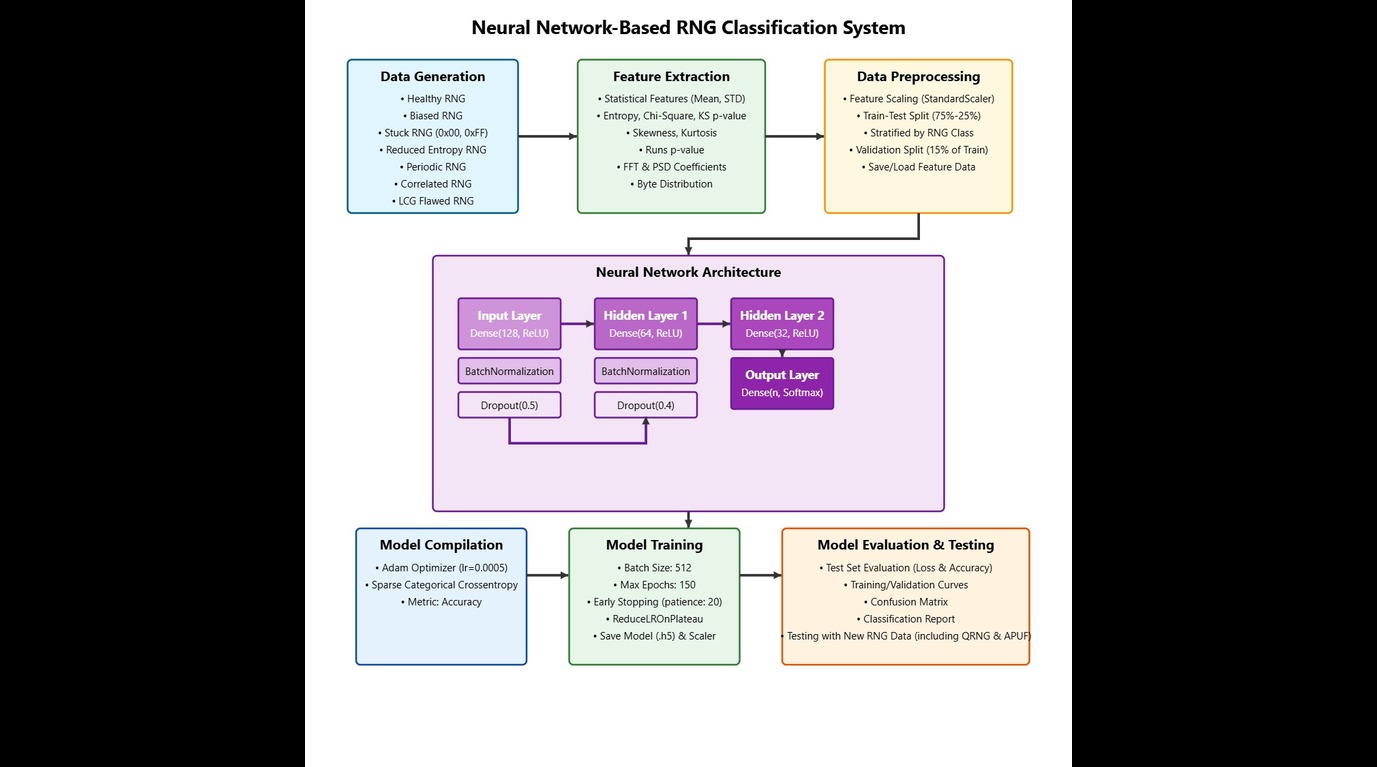 Neural Network-Based RNG Classification System
Data Generation
• Healthy RNG
• Biased RNG
• Stuck RNG (0x00, 0xFF)
• Reduced Entropy RNG
• Periodic RNG
• Correlated RNG
• LCG Flawed RNG
Feature Extraction
• Statistical Features (Mean, STD)
• Entropy, Chi-Square, KS p-value
• Skewness, Kurtosis
• Runs p-value
• FFT & PSD Coefficients
• Byte Distribution
Data Preprocessing
• Feature Scaling (StandardScaler)
• Train-Test Split (75%-25%)
• Stratified by RNG Class
• Validation Split (15% of Train)
• Save/Load Feature Data
Neural Network Architecture
Input Layer
Dense(128, ReLU)
BatchNormalization
Dropout(0.5)
Hidden Layer 1
Dense(64, ReLU)
BatchNormalization
Dropout(0.4)
Hidden Layer 2
Dense(32, ReLU)
Output Layer
Dense(n, Softmax)
Model Compilation
• Adam Optimizer (lr=0.0005)
• Sparse Categorical Crossentropy
• Metric: Accuracy
Model Training
• Batch Size: 512
• Max Epochs: 150
• Early Stopping (patience: 20)
• ReduceLROnPlateau
• Save Model (.h5) & Scaler
Model Evaluation & Testing
• Test Set Evaluation (Loss & Accuracy)
• Training/Validation Curves
• Confusion Matrix
• Classification Report
• Testing with New RNG Data (including QRNG & APUF)